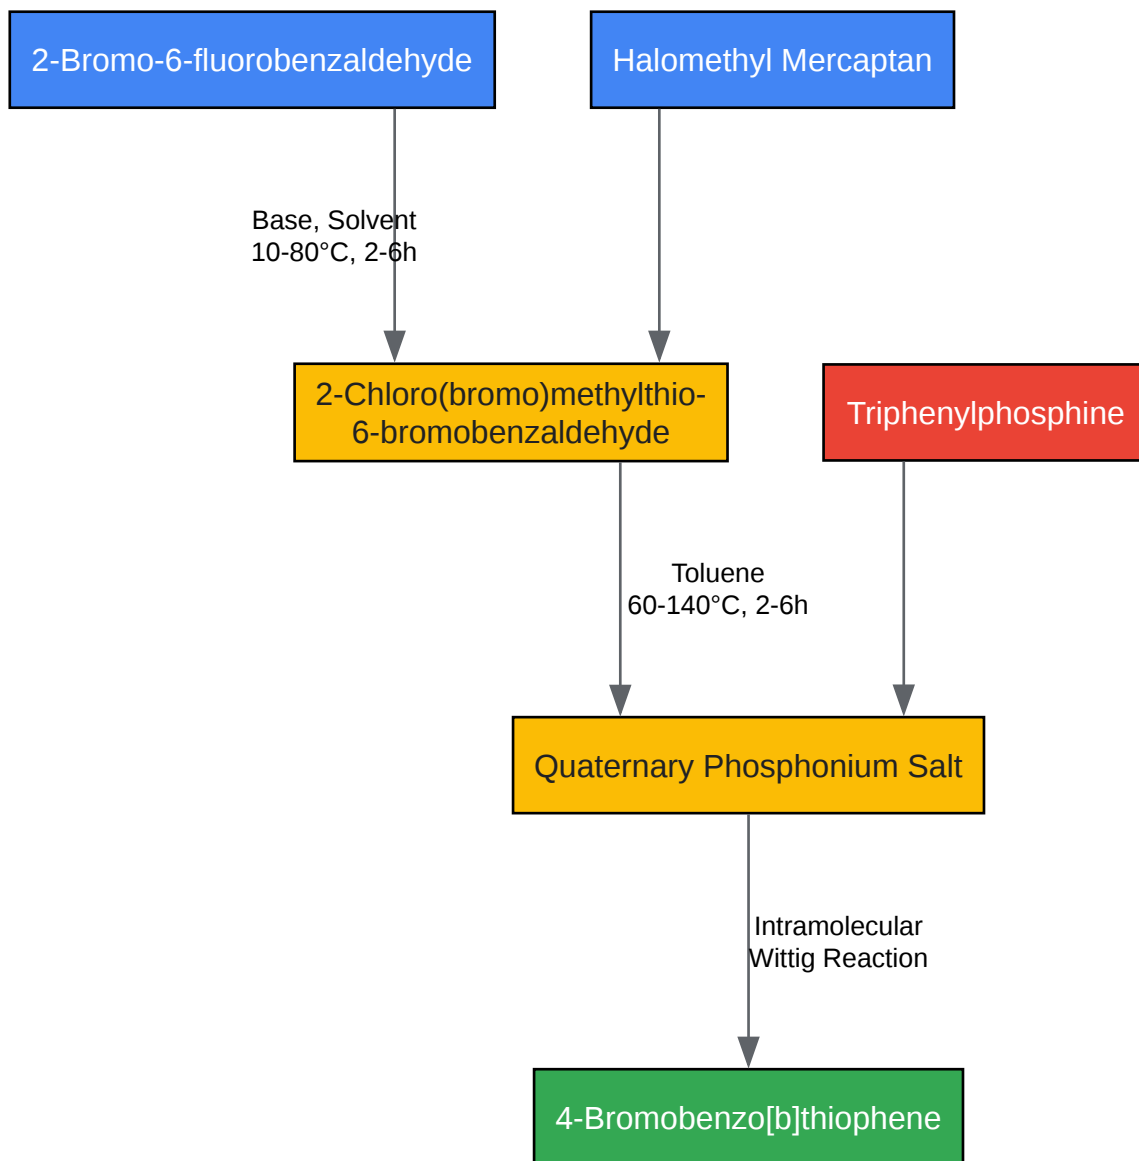 2-Bromo-6-fluorobenzaldehyde
Halomethyl Mercaptan
Base, Solvent
10-80°C, 2-6h
2-Chloro(bromo)methylthio-
6-bromobenzaldehyde
Triphenylphosphine
Toluene
60-140°C, 2-6h
Quaternary Phosphonium Salt
Intramolecular
Wittig Reaction
4-Bromobenzo[b]thiophene